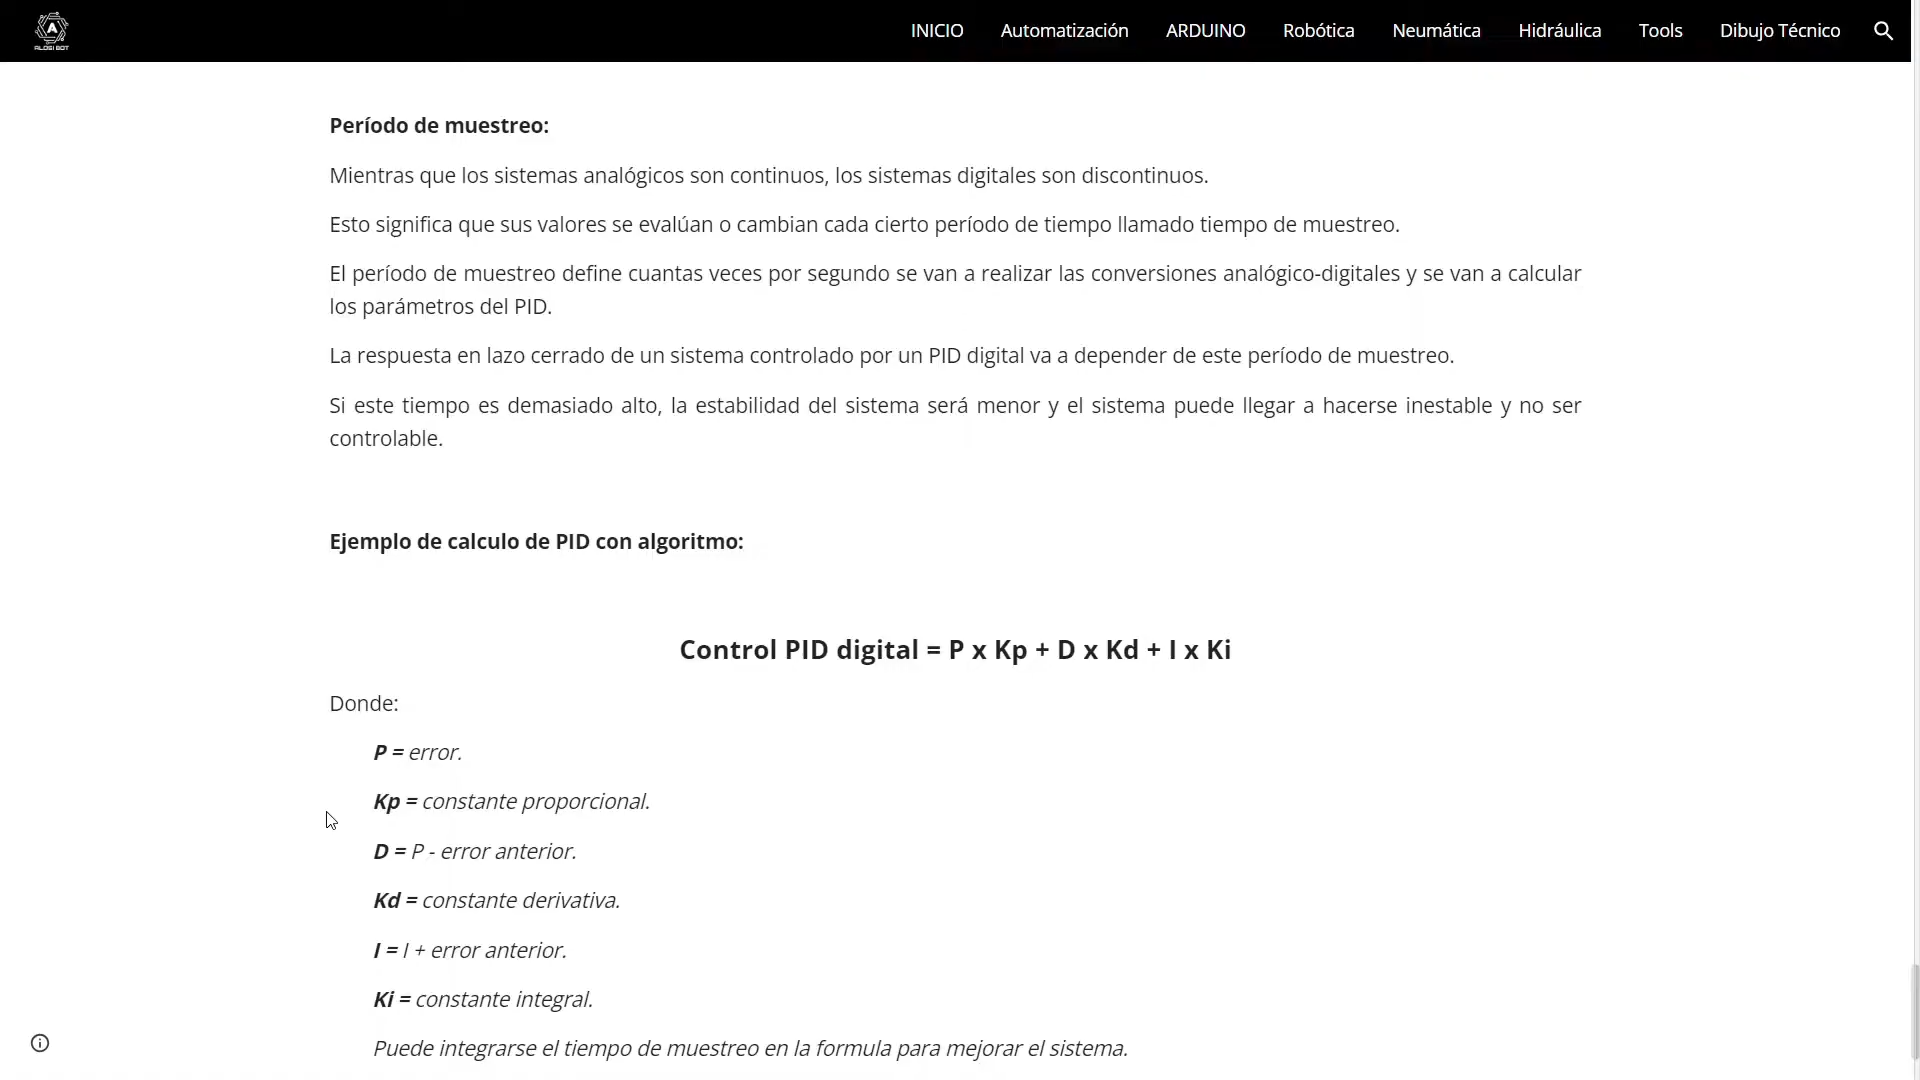 ALOSI BOT
INICIO Automatización ARDUINO Robótica Neumática Hidráulica Tools Dibujo Técnico
Período de muestreo:
Mientras que los sistemas analógicos son continuos, los sistemas digitales son discontinuos.
Esto significa que sus valores se evalúan o cambian cada cierto período de tiempo llamado tiempo de muestreo.
El período de muestreo define cuantas veces por segundo se van a realizar las conversiones analógico-digitales y se van a calcular
los parámetros del PID.
La respuesta en lazo cerrado de un sistema controlado por un PID digital va a depender de este período de muestreo.
Si este tiempo es demasiado alto, la estabilidad del sistema será menor y el sistema puede llegar a hacerse inestable y no ser
controlable.
Ejemplo de calculo de PID con algoritmo:
Control PID digital = P x Kp + D x Kd + I x Ki
Donde:
P = error.
Kp = constante proporcional.
D = P - error anterior.
Kd = constante derivativa.
I = I + error anterior.
Ki = constante integral.
Puede integrarse el tiempo de muestreo en la formula para mejorar el sistema.